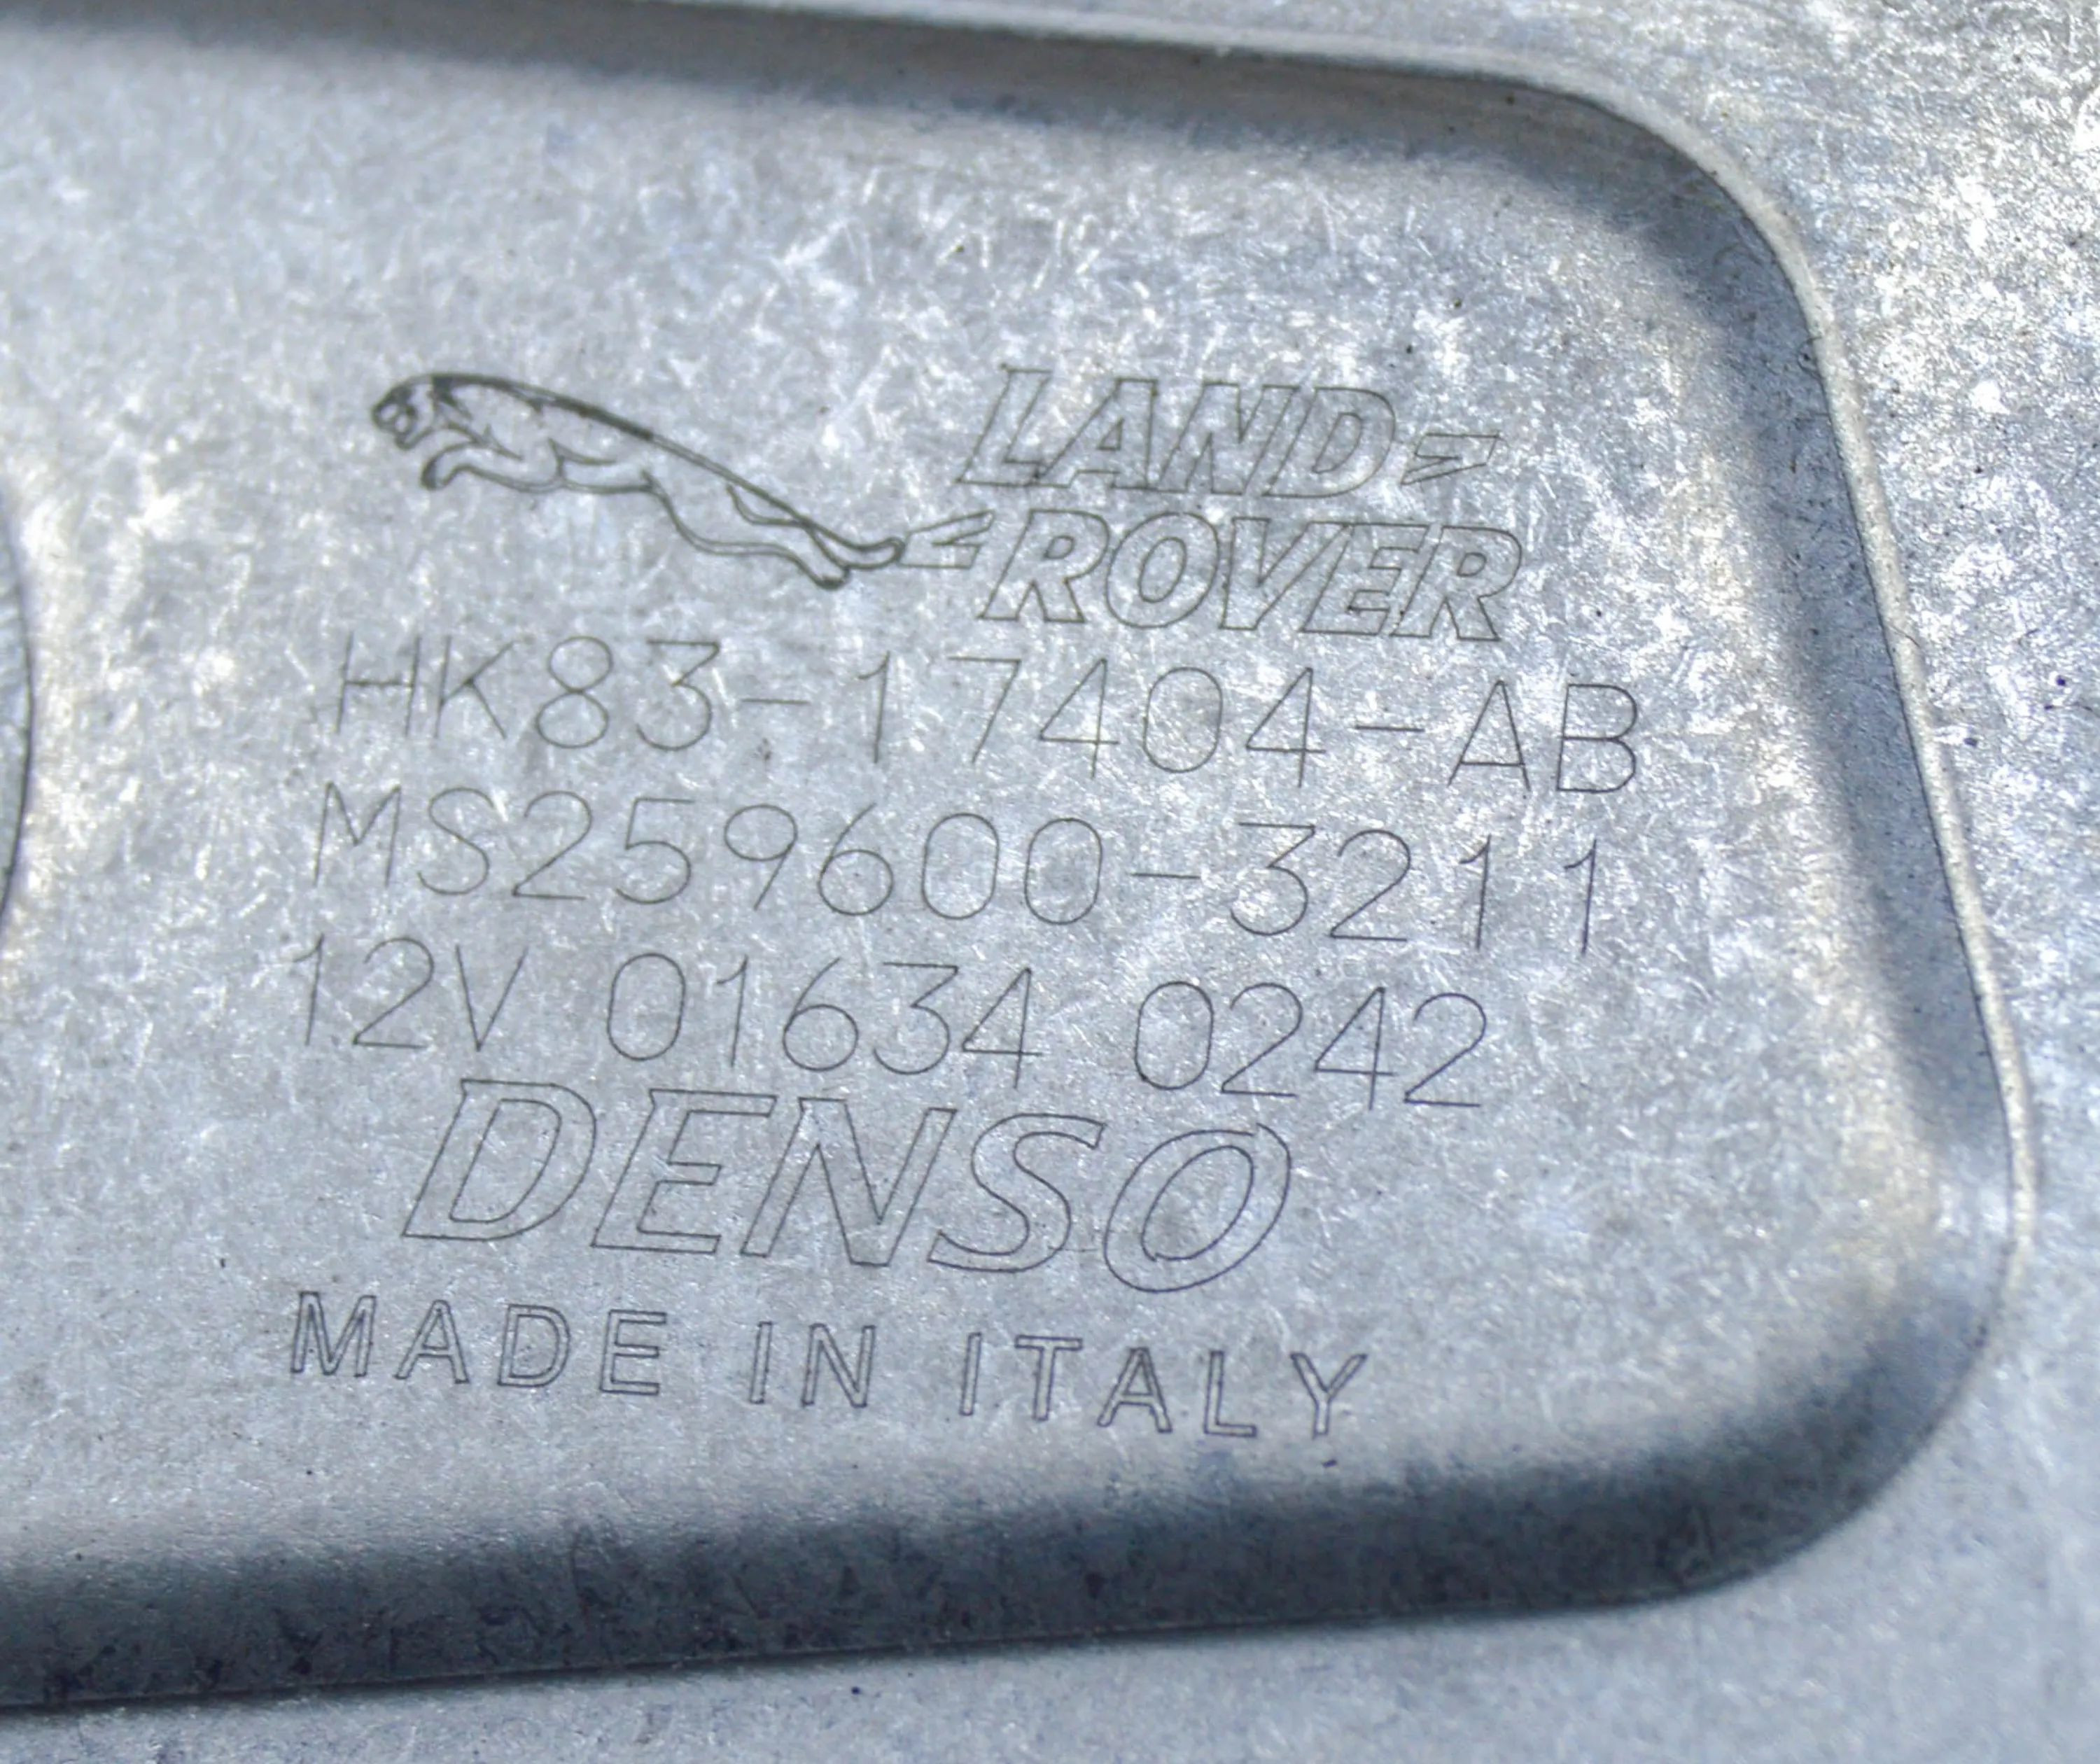 LAND
ROVER
HK83-17404-AB
MS259600-3211
12V 01634 0242
DENSO
MADE IN ITALY